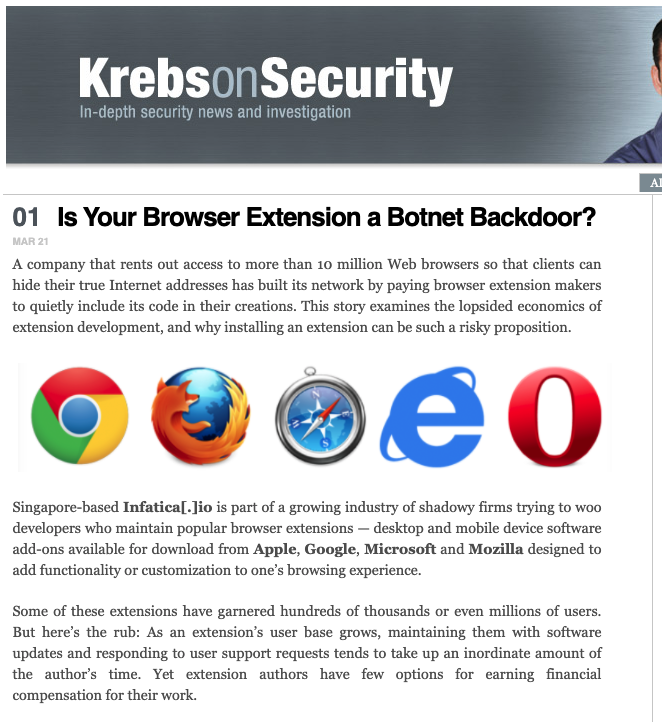 KrebsonSecurity
In-depth security news and investigation
01 Is Your Browser Extension a Botnet Backdoor?
MAR 21
A company that rents out access to more than 10 million Web browsers so that clients can
hide their true Internet addresses has built its network by paying browser extension makers
to quietly include its code in their creations. This story examines the lopsided economics of
extension development, and why installing an extension can be such a risky proposition.
Singapore-based Infatica[.]io is part of a growing industry of shadowy firms trying to woo
developers who maintain popular browser extensions — desktop and mobile device software
add-ons available for download from Apple, Google, Microsoft and Mozilla designed to
add functionality or customization to one's browsing experience.
Some of these extensions have garnered hundreds of thousands or even millions of users.
But here's the rub: As an extension's user base grows, maintaining them with software
updates and responding to user support requests tends to take up an inordinate amount of
the author's time. Yet extension authors have few options for earning financial
compensation for their work.